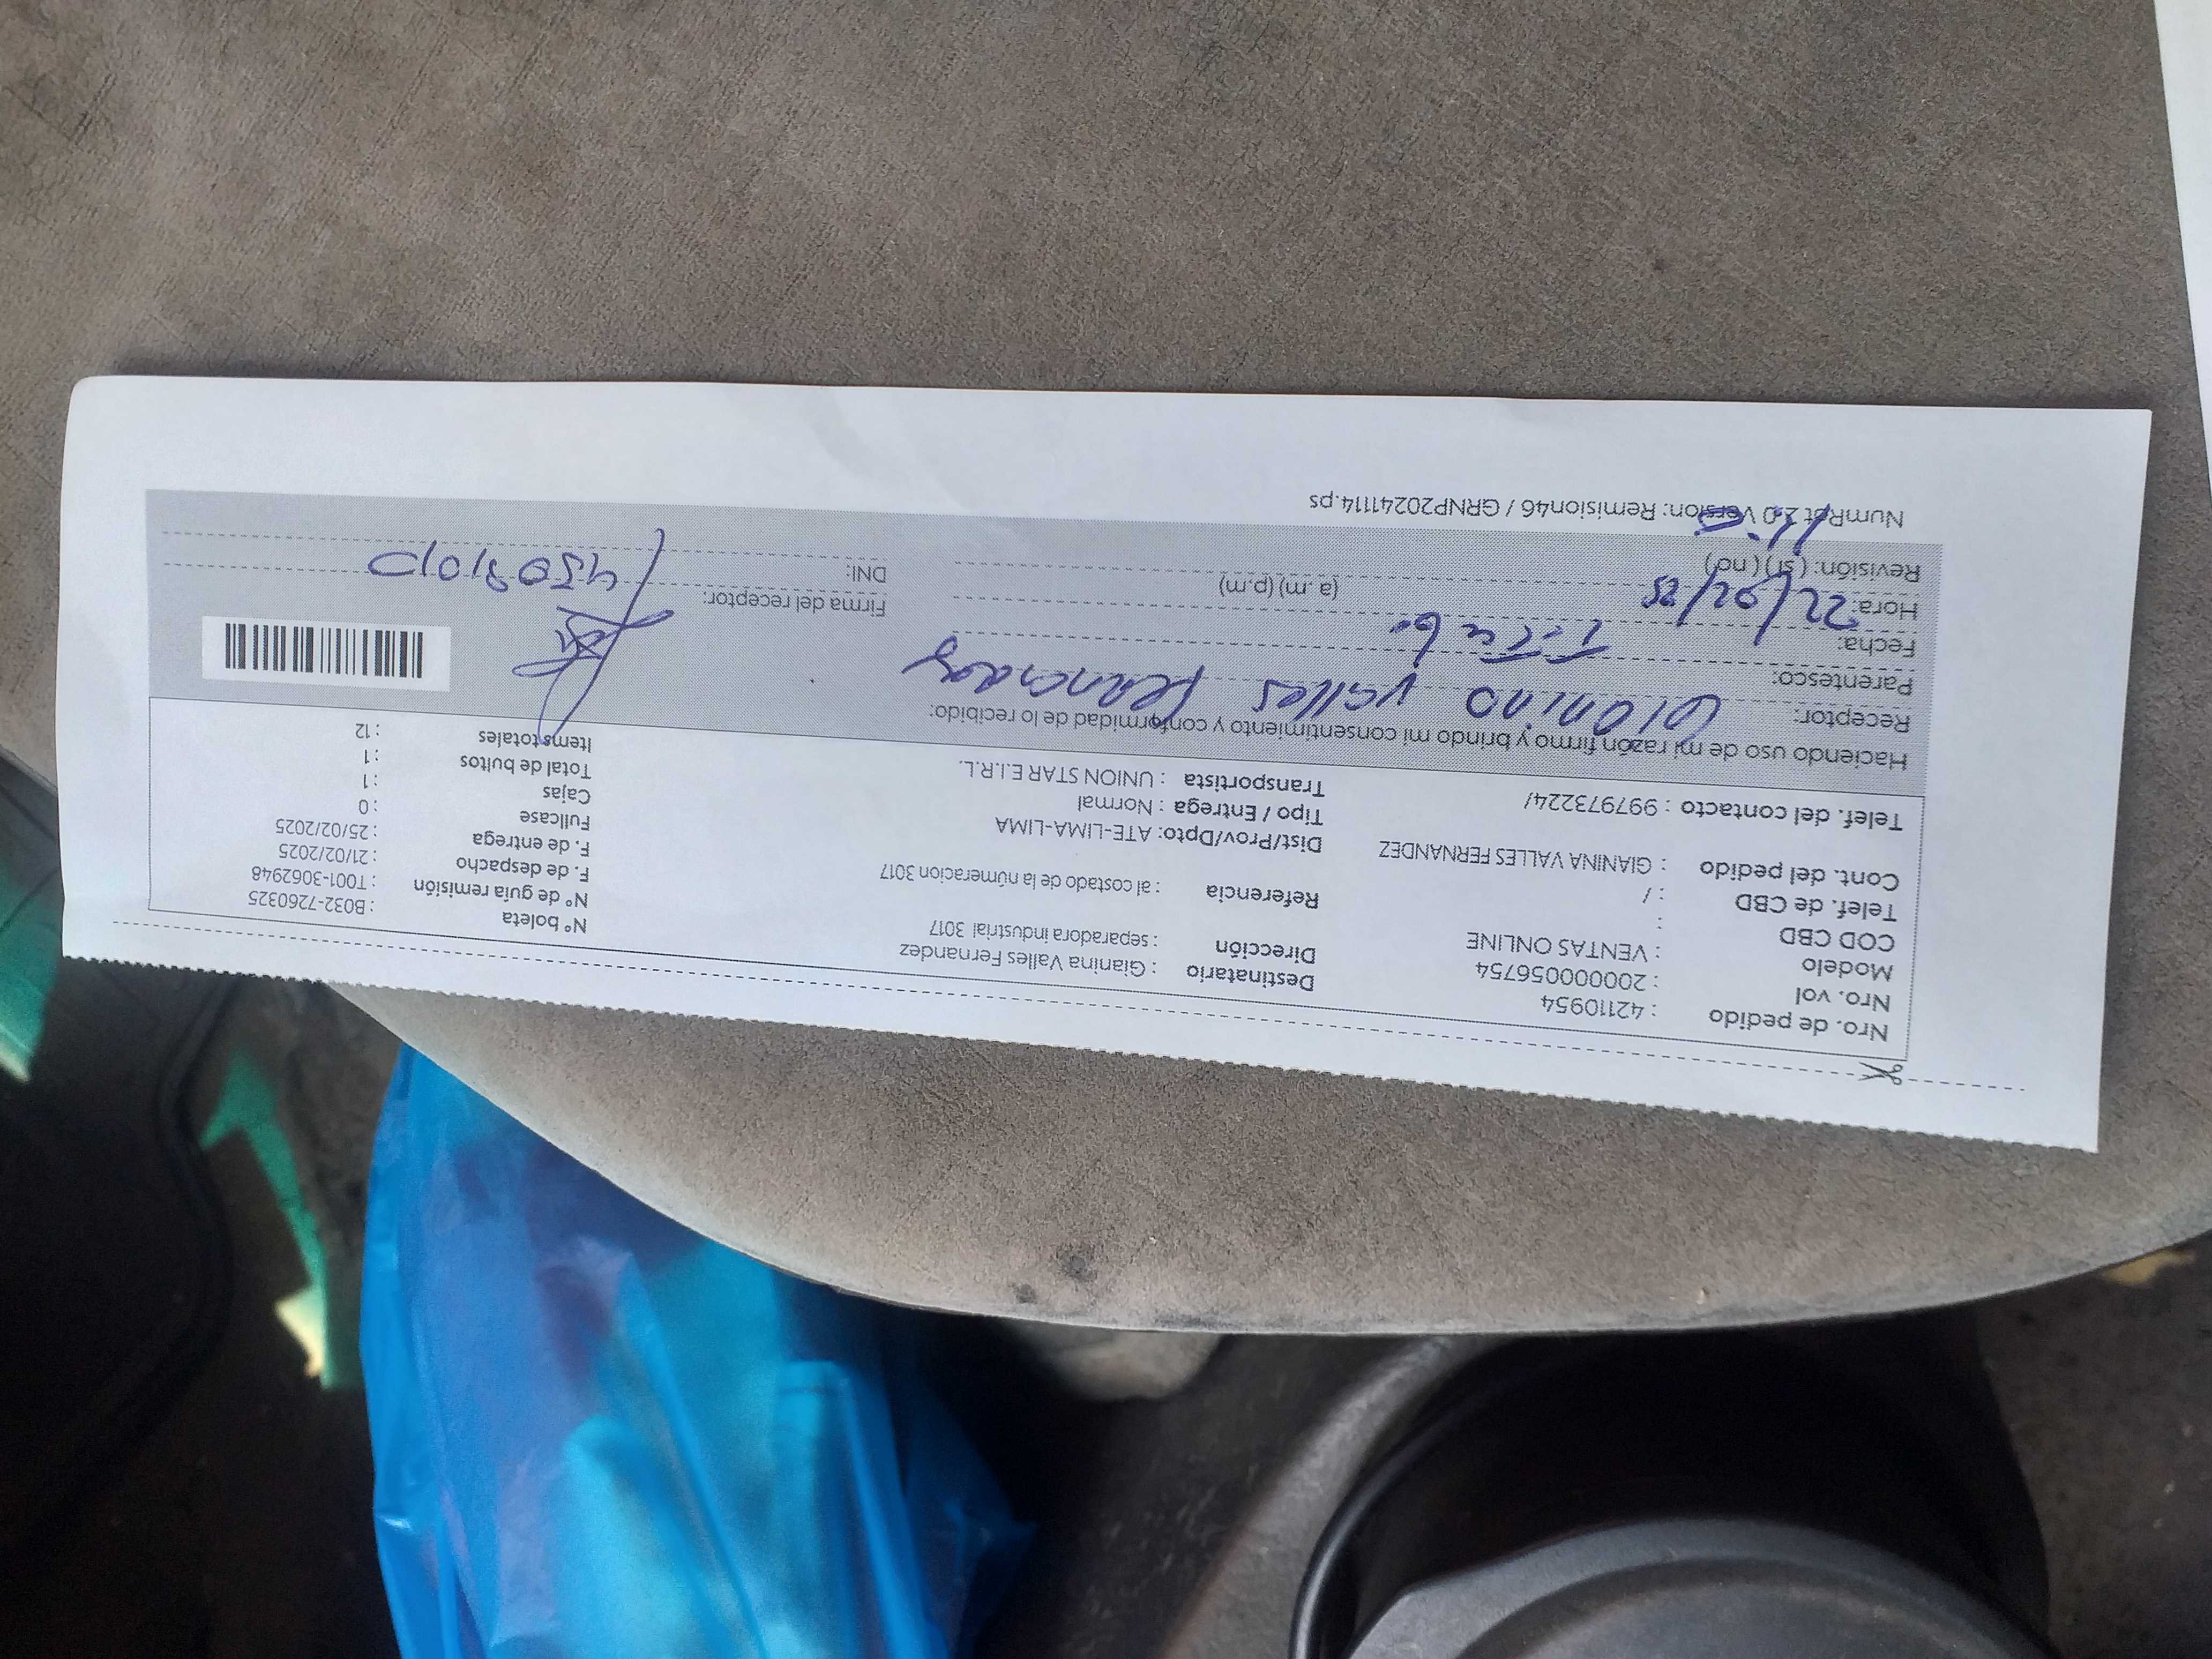 Nro. de pedido : 42110954
Nro. vol : 20000056754
Modelo : VENTAS ONLINE
COD CBD :
Telef. de CBD : /
Cont. del pedido : GIANINA VALLES FERNANDEZ
Telef. del contacto : 997973224/
Destinatario : Gianina Valles Fernandez
Dirección : separadora industrial 3017
Referencia : al costado de la númeracion 3017
Dist/Prov/Dpto: ATE-LIMA-LIMA
Tipo / Entrega : Normal
Transportista : UNION STAR E.I.R.L.
N° boleta : B032-7260325
N° de guía remisión : T001-3062948
F. de despacho : 21/02/2025
F. de entrega : 25/02/2025
Fullcase : 0
Cajas : 1
Total de bultos : 1
Items totales : 12
Haciendo uso de mi razón firmo y brindo mi consentimiento y conformidad de lo recibido:
Receptor: Gianina Valles Fernandez
Parentesco:
Fecha: 22/02/25
Hora: (a.m) (p.m)
Revisión: (sí) (no)
Firma del receptor:
DNI:
NumRpt 2.0 Version: Remision46 / GRNP20241114.ps